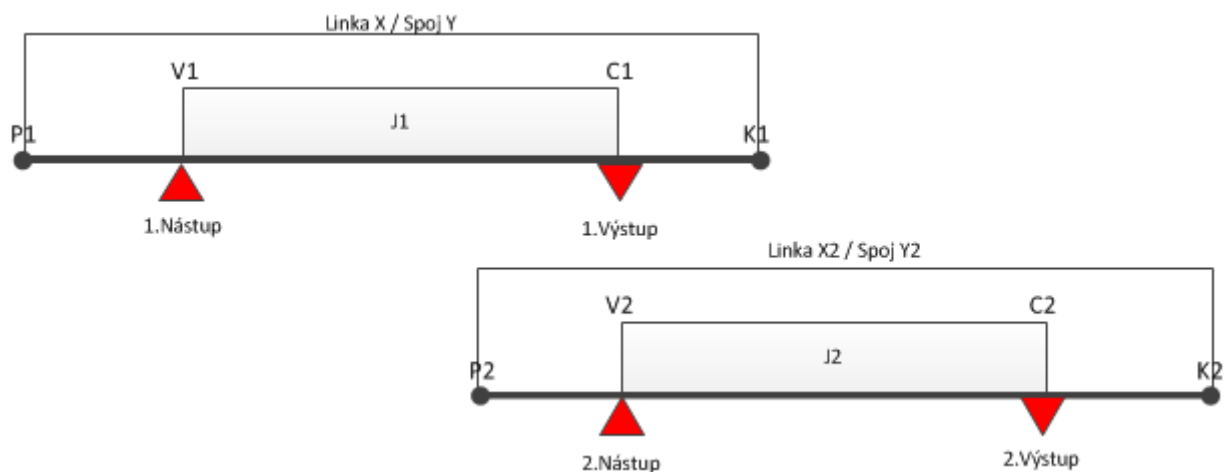 Linka X / Spoj Y
V1
C1
J1
P1
K1
1.Nástup
1.Výstup
Linka X2 / Spoj Y2
V2
C2
J2
P2
K2
2.Nástup
2.Výstup